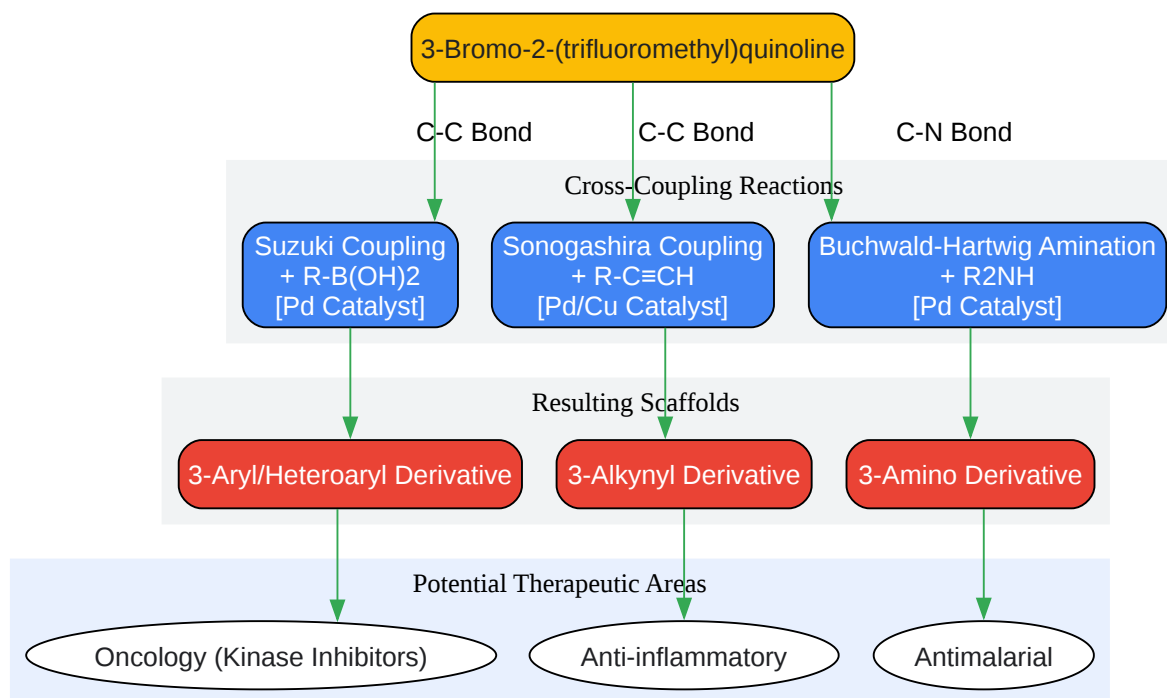 3-Bromo-2-(trifluoromethyl)quinoline
C-C Bond
C-C Bond
C-N Bond
Cross-Coupling Reactions
Suzuki Coupling
+ R-B(OH)2
[Pd Catalyst]
Sonogashira Coupling
+ R-C≡CH
[Pd/Cu Catalyst]
Buchwald-Hartwig Amination
+ R2NH
[Pd Catalyst]
Resulting Scaffolds
3-Aryl/Heteroaryl Derivative
3-Alkynyl Derivative
3-Amino Derivative
Potential Therapeutic Areas
Oncology (Kinase Inhibitors)
Anti-inflammatory
Antimalarial